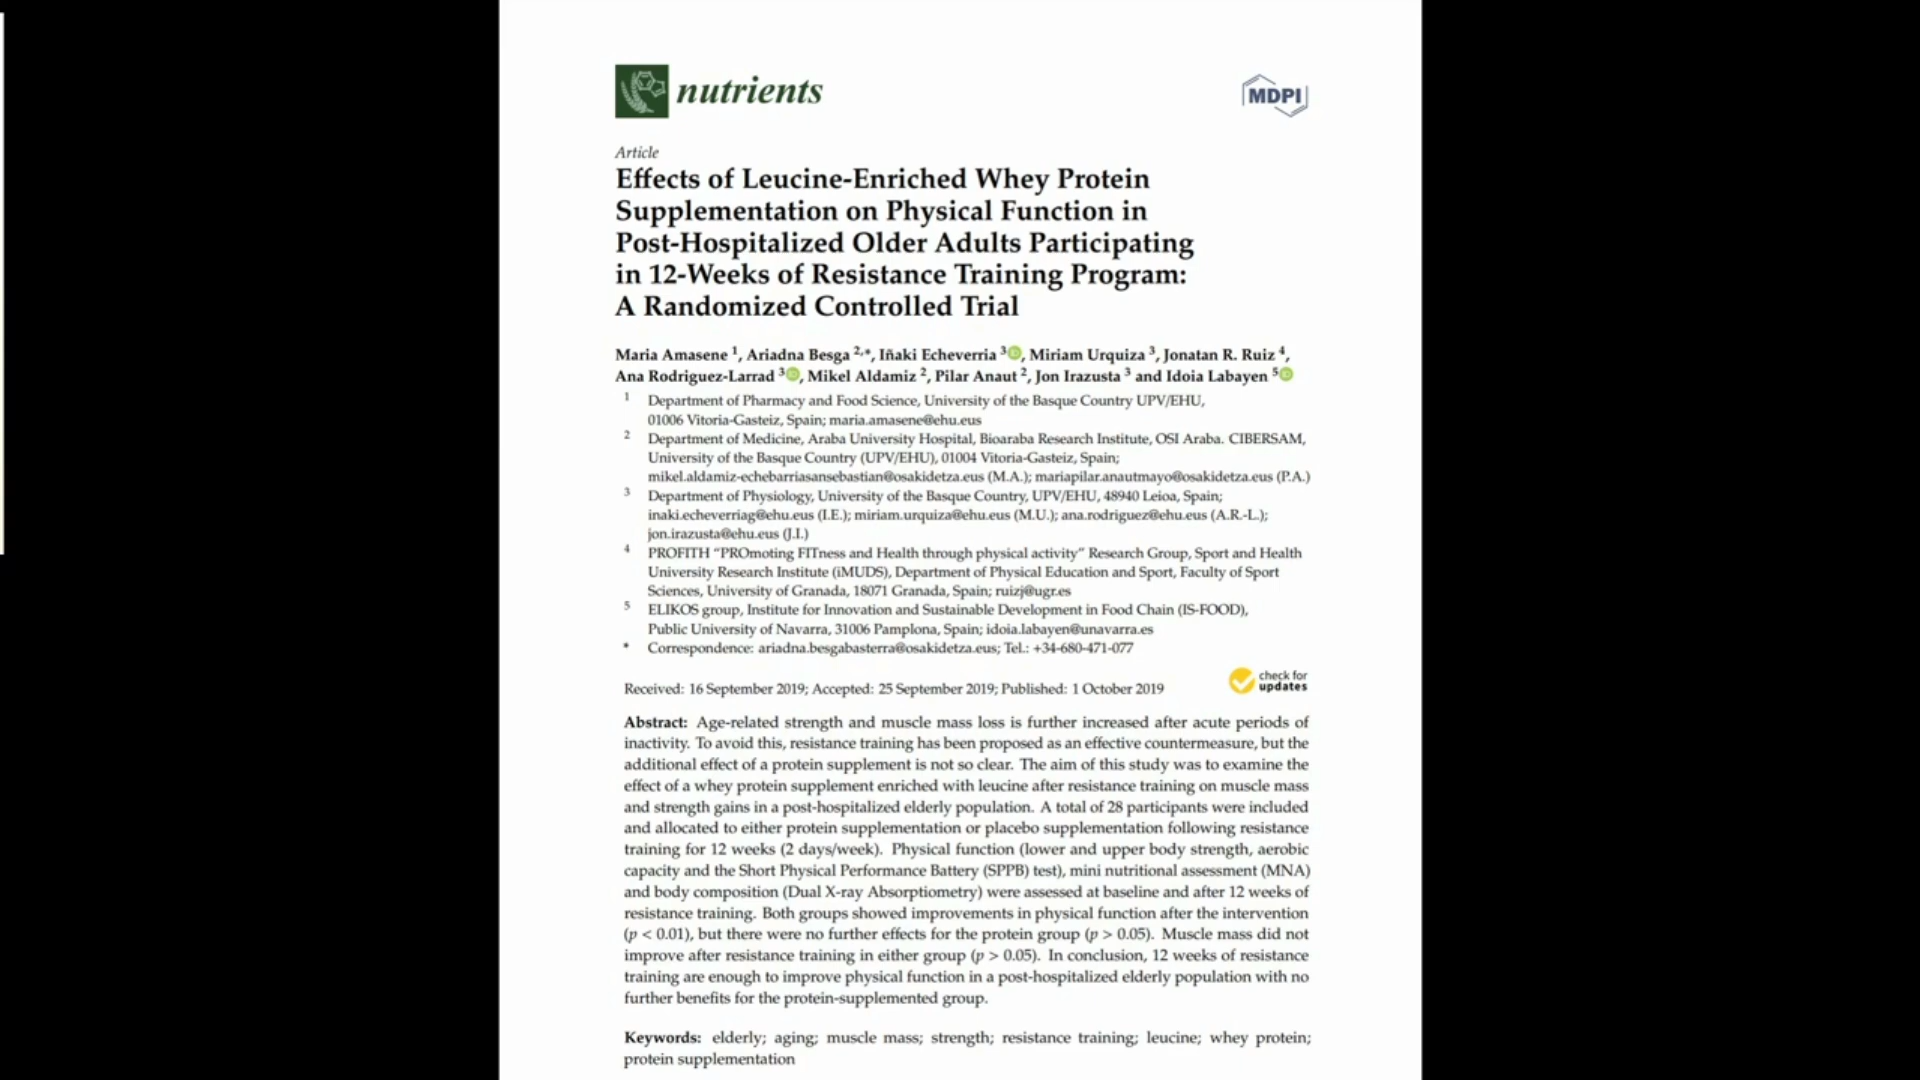 nutrients
MDPI
Article
Effects of Leucine-Enriched Whey Protein
Supplementation on Physical Function in
Post-Hospitalized Older Adults Participating
in 12-Weeks of Resistance Training Program:
A Randomized Controlled Trial
Maria Amasene 1, Ariadna Besga 2,*, Iñaki Echeverria 3 iD, Miriam Urquiza 3, Jonatan R. Ruiz 4,
Ana Rodriguez-Larrad 3 iD, Mikel Aldamiz 2, Pilar Anaut 2, Jon Irazusta 3 and Idoia Labayen 5 iD
1 Department of Pharmacy and Food Science, University of the Basque Country UPV/EHU,
01006 Vitoria-Gasteiz, Spain; maria.amasene@ehu.eus
2 Department of Medicine, Araba University Hospital, Bioaraba Research Institute, OSI Araba. CIBERSAM,
University of the Basque Country (UPV/EHU), 01004 Vitoria-Gasteiz, Spain;
mikel.aldamiz-echebarriasansebastian@osakidetza.eus (M.A.); mariapilar.anautmayo@osakidetza.eus (P.A.)
3 Department of Physiology, University of the Basque Country, UPV/EHU, 48940 Leioa, Spain;
inaki.echeverriag@ehu.eus (I.E.); miriam.urquiza@ehu.eus (M.U.); ana.rodriguez@ehu.eus (A.R.-L.);
jon.irazusta@ehu.eus (J.I.)
4 PROFITH “PROmoting FITness and Health through physical activity” Research Group, Sport and Health
University Research Institute (iMUDS), Department of Physical Education and Sport, Faculty of Sport
Sciences, University of Granada, 18071 Granada, Spain; ruizj@ugr.es
5 ELIKOS group, Institute for Innovation and Sustainable Development in Food Chain (IS-FOOD),
Public University of Navarra, 31006 Pamplona, Spain; idoia.labayen@unavarra.es
* Correspondence: ariadna.besgabasterra@osakidetza.eus; Tel.: +34-680-471-077
check for
updates
Received: 16 September 2019; Accepted: 25 September 2019; Published: 1 October 2019
Abstract: Age-related strength and muscle mass loss is further increased after acute periods of
inactivity. To avoid this, resistance training has been proposed as an effective countermeasure, but the
additional effect of a protein supplement is not so clear. The aim of this study was to examine the
effect of a whey protein supplement enriched with leucine after resistance training on muscle mass
and strength gains in a post-hospitalized elderly population. A total of 28 participants were included
and allocated to either protein supplementation or placebo supplementation following resistance
training for 12 weeks (2 days/week). Physical function (lower and upper body strength, aerobic
capacity and the Short Physical Performance Battery (SPPB) test), mini nutritional assessment (MNA)
and body composition (Dual X-ray Absorptiometry) were assessed at baseline and after 12 weeks of
resistance training. Both groups showed improvements in physical function after the intervention
(p < 0.01), but there were no further effects for the protein group (p > 0.05). Muscle mass did not
improve after resistance training in either group (p > 0.05). In conclusion, 12 weeks of resistance
training are enough to improve physical function in a post-hospitalized elderly population with no
further benefits for the protein-supplemented group.
Keywords: elderly; aging; muscle mass; strength; resistance training; leucine; whey protein;
protein supplementation